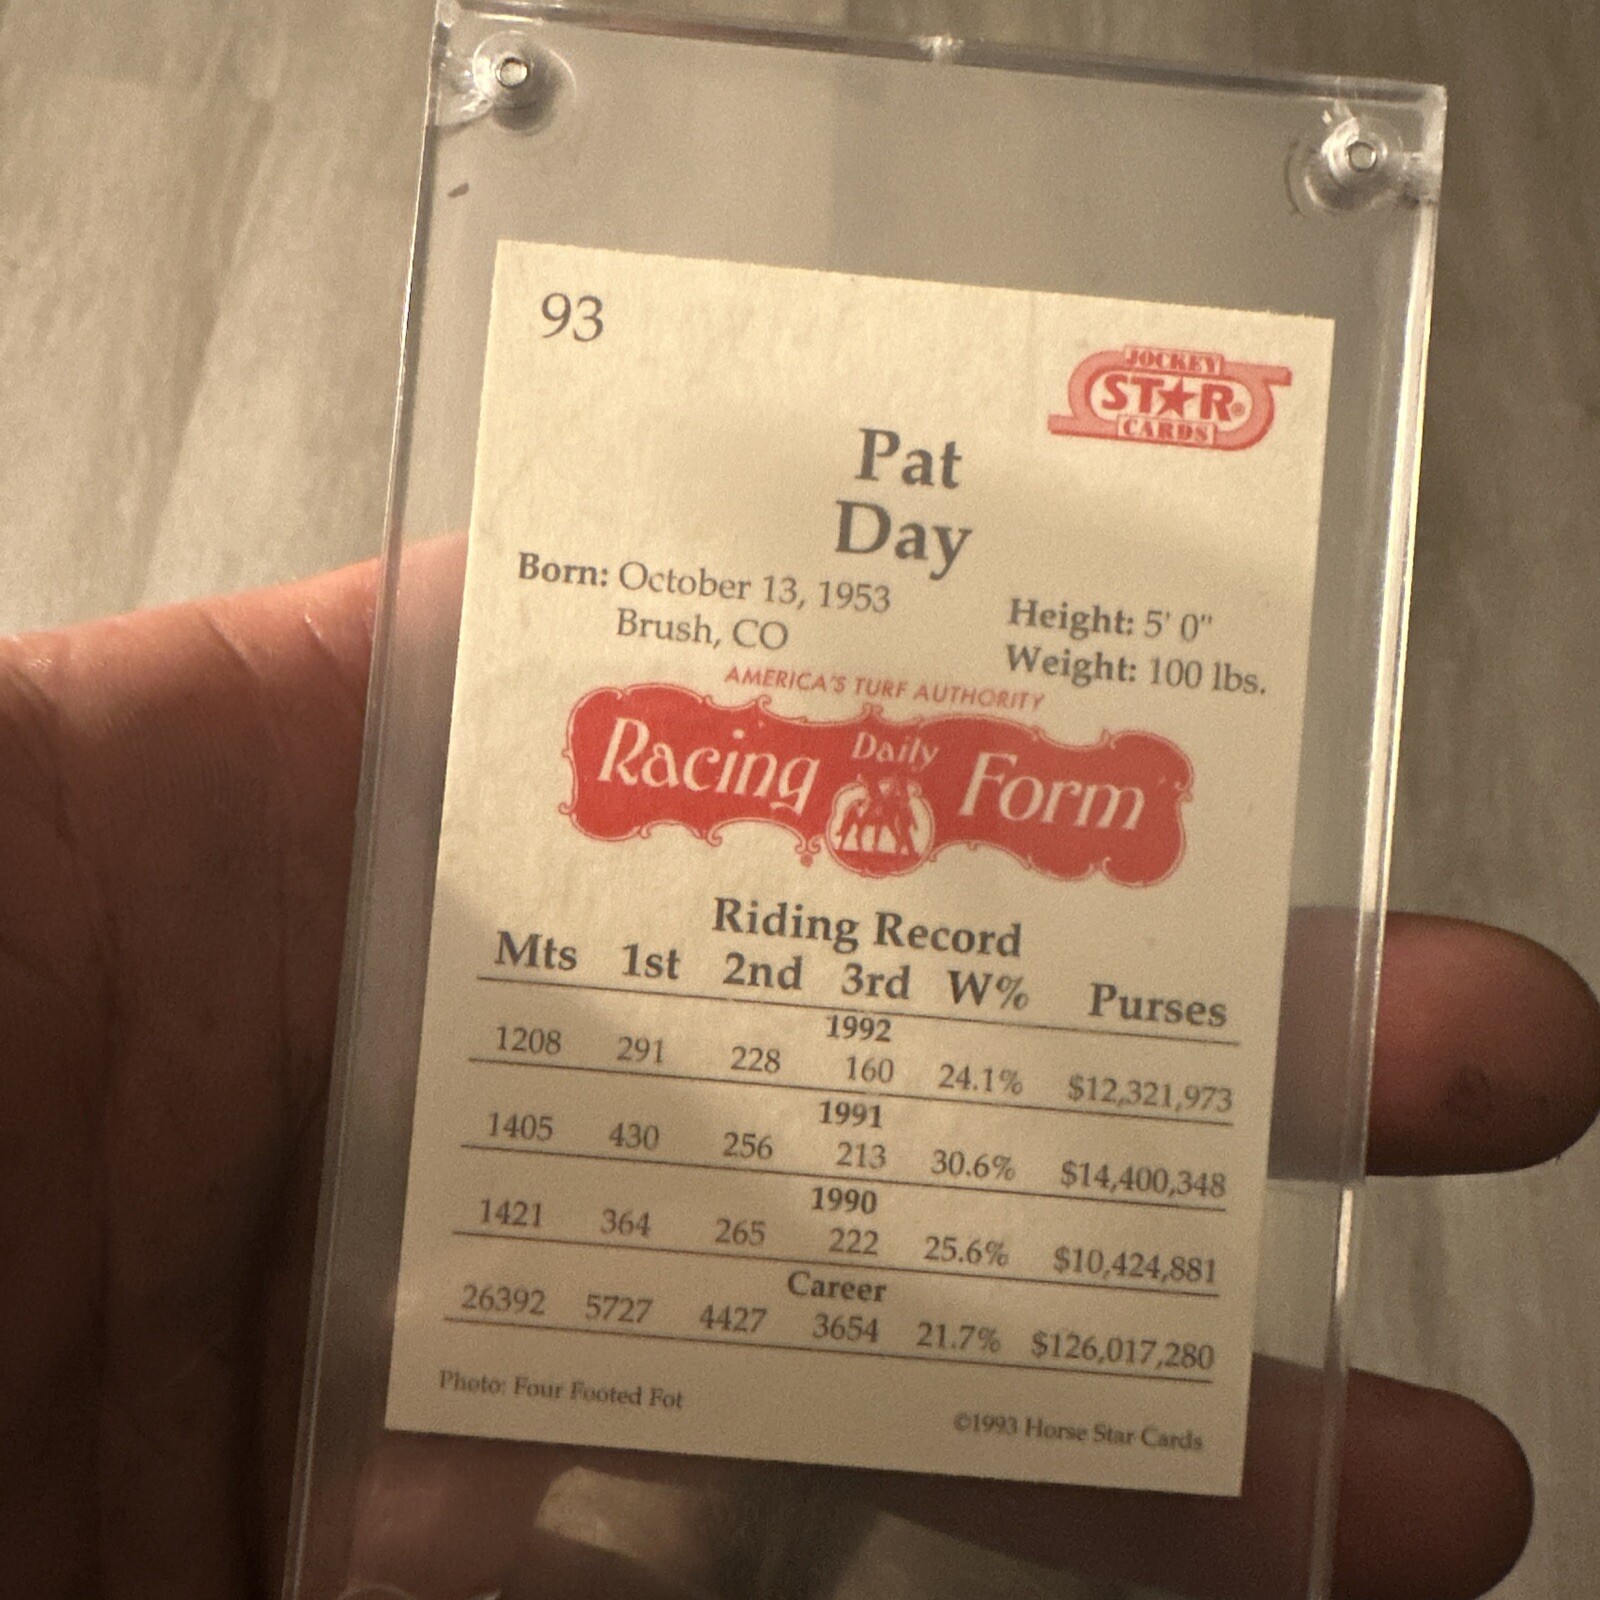 93
JOCKEY
ST★R®
CARDS
Pat
Day
Born: October 13, 1953
Brush, CO
Height: 5' 0"
Weight: 100 lbs.
AMERICA'S TURF AUTHORITY
Racing Daily Form
®
Riding Record
Mts 1st 2nd 3rd W% Purses
1992
1208 291 228 160 24.1% $12,321,973
1991
1405 430 256 213 30.6% $14,400,348
1990
1421 364 265 222 25.6% $10,424,881
Career
26392 5727 4427 3654 21.7% $126,017,280
Photo: Four Footed Fot
©1993 Horse Star Cards